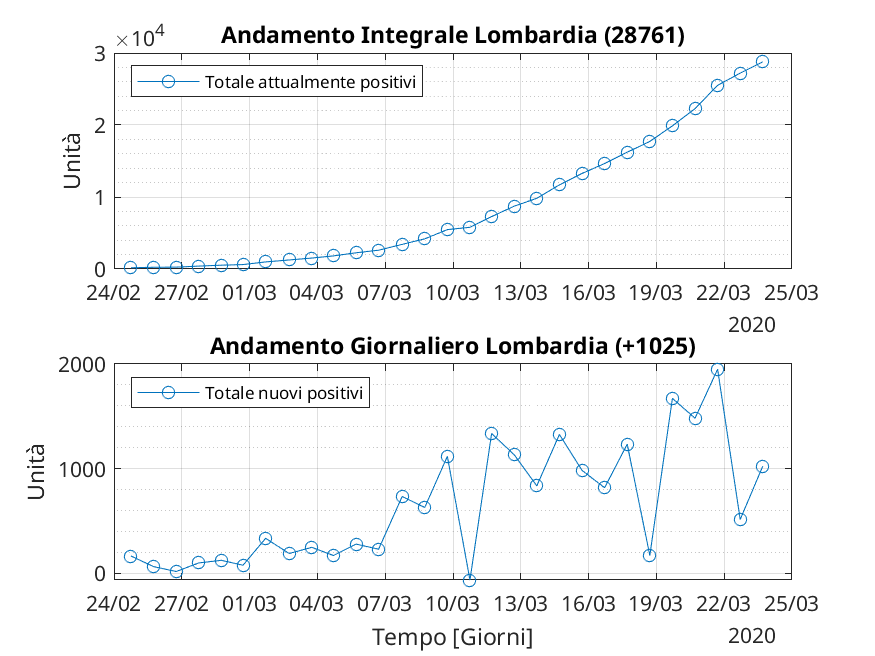 Andamento Integrale Lombardia (28761)
×10⁴
3
2
1
0
Unità
Totale attualmente positivi
24/02 27/02 01/03 04/03 07/03 10/03 13/03 16/03 19/03 22/03 25/03
2020
Andamento Giornaliero Lombardia (+1025)
2000
1000
0
Unità
Totale nuovi positivi
24/02 27/02 01/03 04/03 07/03 10/03 13/03 16/03 19/03 22/03 25/03
Tempo [Giorni]
2020